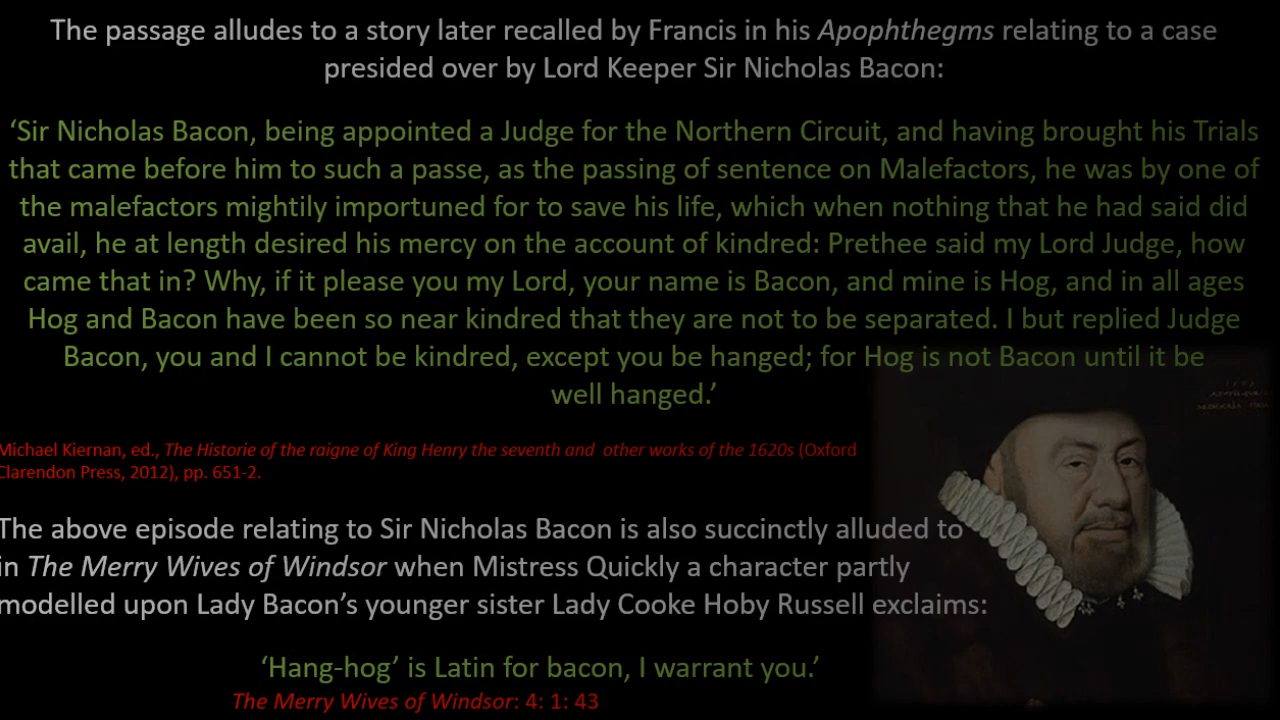 The passage alludes to a story later recalled by Francis in his Apophthegms relating to a case
presided over by Lord Keeper Sir Nicholas Bacon:
‘Sir Nicholas Bacon, being appointed a Judge for the Northern Circuit, and having brought his Trials
that came before him to such a passe, as the passing of sentence on Malefactors, he was by one of
the malefactors mightily importuned for to save his life, which when nothing that he had said did
avail, he at length desired his mercy on the account of kindred: Prethee said my Lord Judge, how
came that in? Why, if it please you my Lord, your name is Bacon, and mine is Hog, and in all ages
Hog and Bacon have been so near kindred that they are not to be separated. I but replied Judge
Bacon, you and I cannot be kindred, except you be hanged; for Hog is not Bacon until it be
well hanged.’
Michael Kiernan, ed., The Historie of the raigne of King Henry the seventh and other works of the 1620s (Oxford
Clarendon Press, 2012), pp. 651-2.
The above episode relating to Sir Nicholas Bacon is also succinctly alluded to
in The Merry Wives of Windsor when Mistress Quickly a character partly
modelled upon Lady Bacon’s younger sister Lady Cooke Hoby Russell exclaims:
‘Hang-hog’ is Latin for bacon, I warrant you.’
The Merry Wives of Windsor: 4: 1: 43